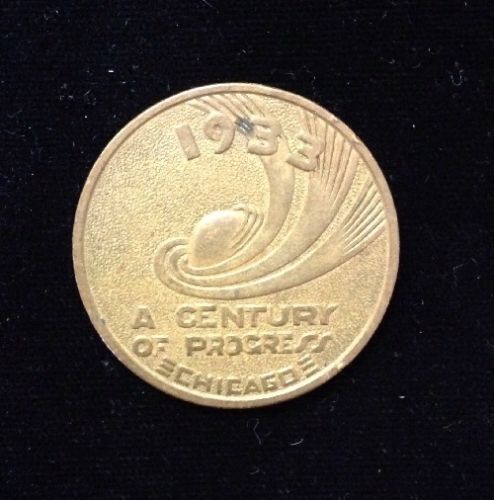 1933
A CENTURY
OF PROGRESS
CHICAGO